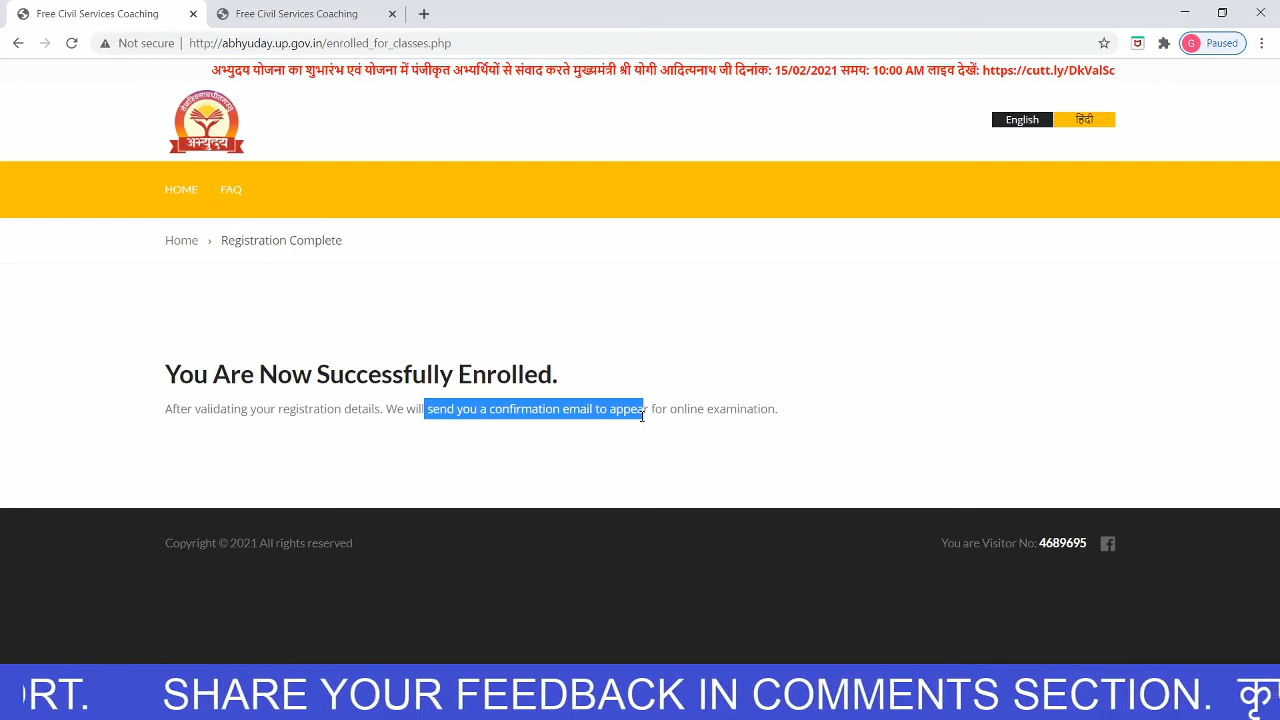 Free Civil Services Coaching
Free Civil Services Coaching
Not secure
http://abhyuday.up.gov.in/enrolled_for_classes.php
G Paused
अभ्युदय योजना का शुभारंभ एवं योजना में पंजीकृत अभ्यर्थियों से संवाद करते मुख्यमंत्री श्री योगी आदित्यनाथ जी दिनांक: 15/02/2021 समय: 10:00 AM लाइव देखें: https://cutt.ly/DkValSc
अभ्युदय
English हिंदी
HOME FAQ
Home › Registration Complete
You Are Now Successfully Enrolled.
After validating your registration details. We will send you a confirmation email to appear for online examination.
Copyright © 2021 All rights reserved
You are Visitor No: 4689695
ORT. SHARE YOUR FEEDBACK IN COMMENTS SECTION.